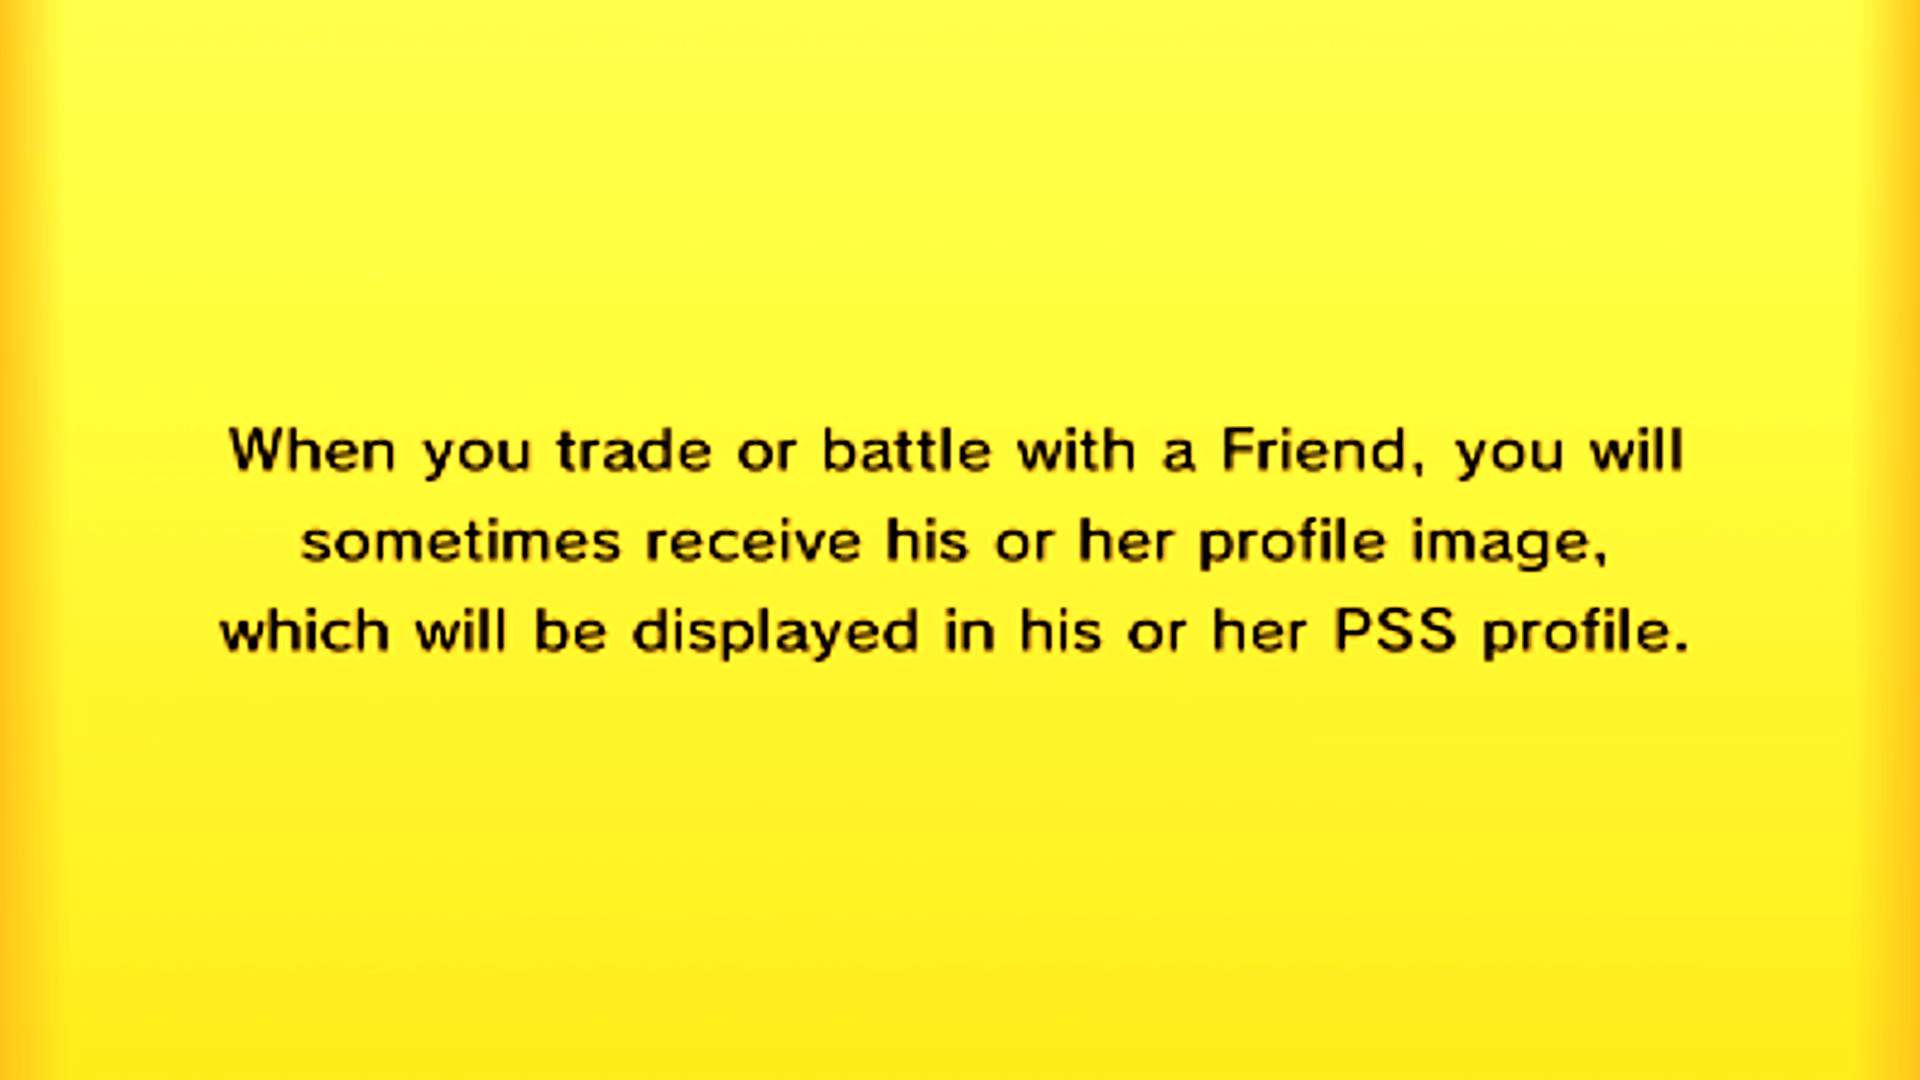 When you trade or battle with a Friend, you will
sometimes receive his or her profile image,
which will be displayed in his or her PSS profile.